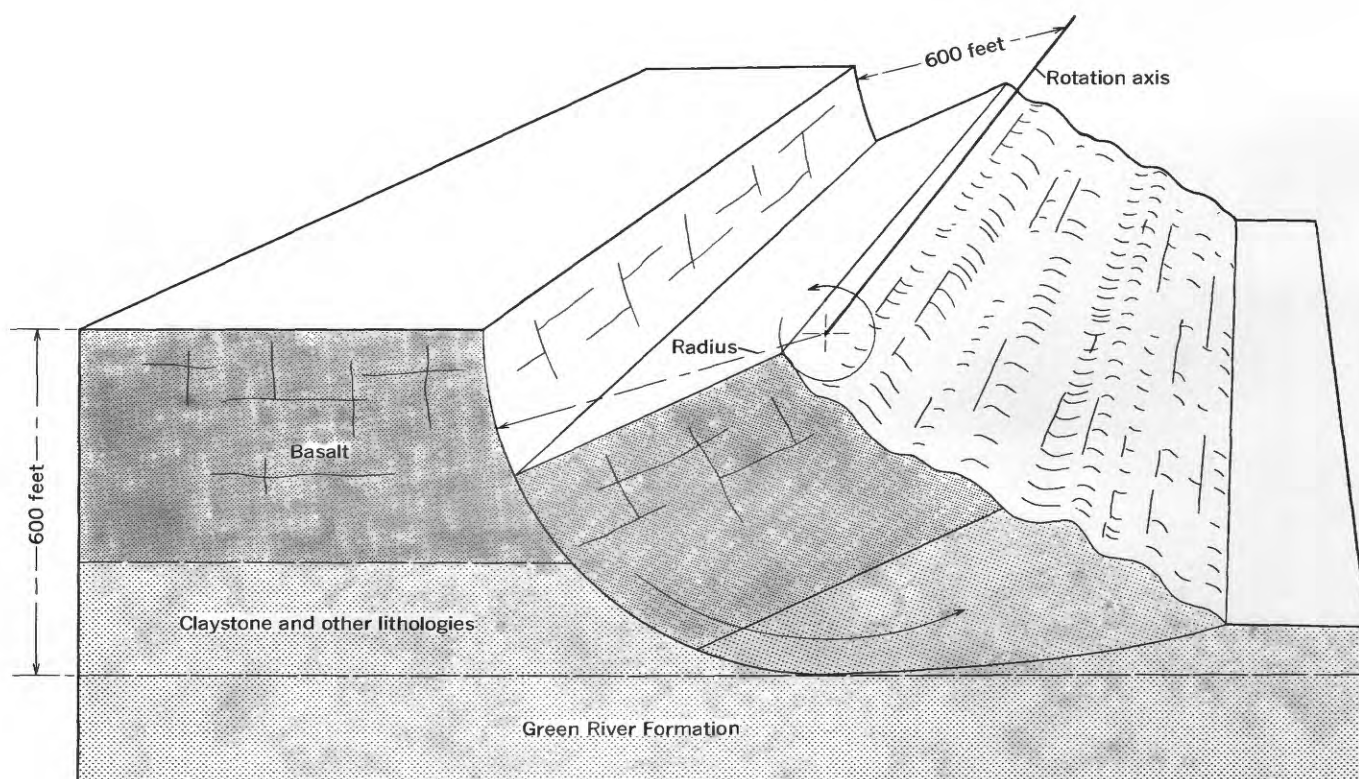 600 feet
Rotation axis
Radius
Basalt
600 feet
Claystone and other lithologies
Green River Formation